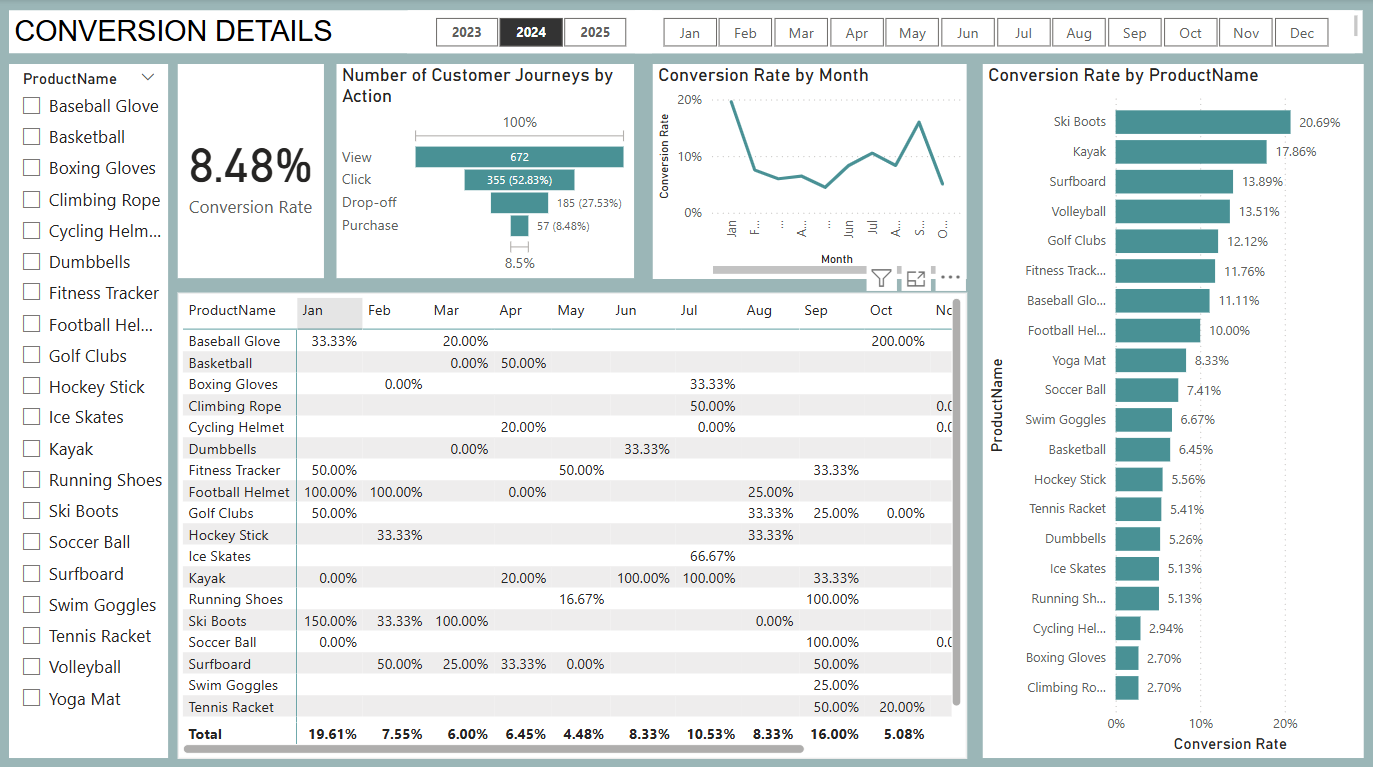 CONVERSION DETAILS
2023 2024 2025
Jan Feb Mar Apr May Jun Jul Aug Sep Oct Nov Dec
ProductName
Baseball Glove
Basketball
Boxing Gloves
Climbing Rope
Cycling Helm...
Dumbbells
Fitness Tracker
Football Hel...
Golf Clubs
Hockey Stick
Ice Skates
Kayak
Running Shoes
Ski Boots
Soccer Ball
Surfboard
Swim Goggles
Tennis Racket
Volleyball
Yoga Mat
8.48%
Conversion Rate
Number of Customer Journeys by
Action
100%
View 672
Click 355 (52.83%)
Drop-off 185 (27.53%)
Purchase 57 (8.48%)
8.5%
Conversion Rate by Month
Conversion Rate
20%
10%
0%
Jan F... ... A... ... Jun Jul A... S... O...
Month
ProductName Jan Feb Mar Apr May Jun Jul Aug Sep Oct Nc
Baseball Glove 33.33% 20.00% 200.00%
Basketball 0.00% 50.00%
Boxing Gloves 0.00% 33.33%
Climbing Rope 50.00% 0.0
Cycling Helmet 20.00% 0.00% 0.0
Dumbbells 0.00% 33.33%
Fitness Tracker 50.00% 50.00% 33.33%
Football Helmet 100.00% 100.00% 0.00% 25.00%
Golf Clubs 50.00% 33.33% 25.00% 0.00%
Hockey Stick 33.33% 33.33%
Ice Skates 66.67%
Kayak 0.00% 20.00% 100.00% 100.00% 33.33%
Running Shoes 16.67% 100.00%
Ski Boots 150.00% 33.33% 100.00% 0.00%
Soccer Ball 0.00% 100.00% 0.0
Surfboard 50.00% 25.00% 33.33% 0.00% 50.00%
Swim Goggles 25.00%
Tennis Racket 50.00% 20.00%
Total 19.61% 7.55% 6.00% 6.45% 4.48% 8.33% 10.53% 8.33% 16.00% 5.08%
Conversion Rate by ProductName
ProductName
Ski Boots 20.69%
Kayak 17.86%
Surfboard 13.89%
Volleyball 13.51%
Golf Clubs 12.12%
Fitness Track... 11.76%
Baseball Glo... 11.11%
Football Hel... 10.00%
Yoga Mat 8.33%
Soccer Ball 7.41%
Swim Goggles 6.67%
Basketball 6.45%
Hockey Stick 5.56%
Tennis Racket 5.41%
Dumbbells 5.26%
Ice Skates 5.13%
Running Sh... 5.13%
Cycling Hel... 2.94%
Boxing Gloves 2.70%
Climbing Ro... 2.70%
0% 10% 20%
Conversion Rate